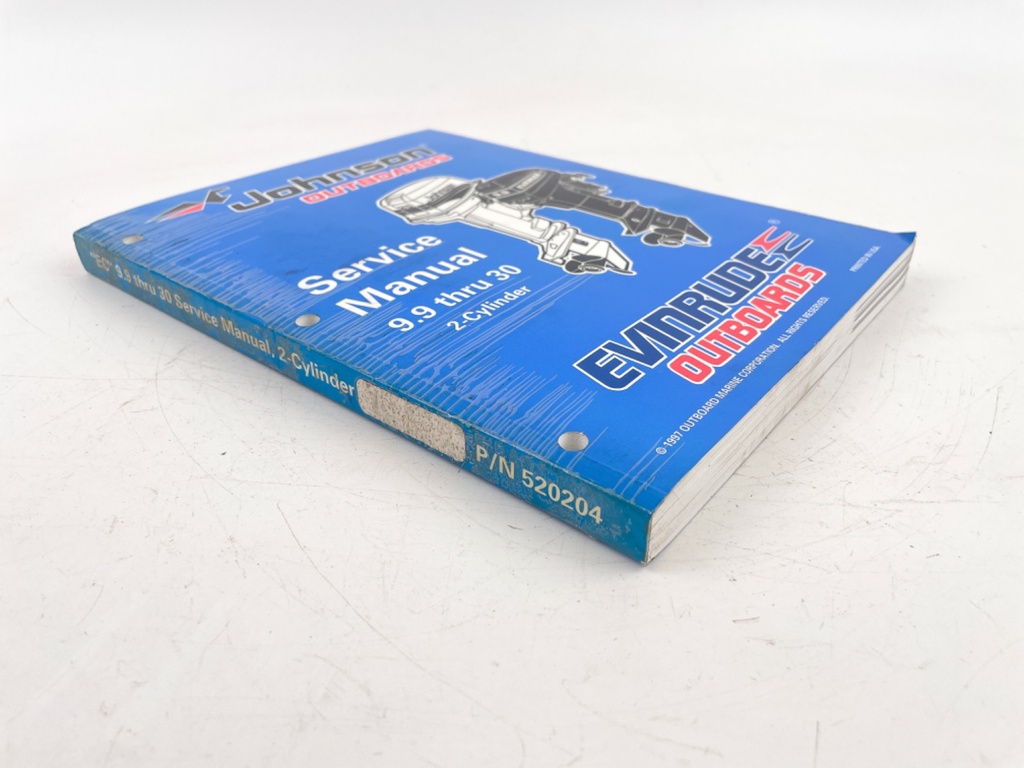 Johnson
OUTBOARDS
Service
Manual
9.9 thru 30
2-Cylinder
EVINRUDE®
OUTBOARDS
© 1997 OUTBOARD MARINE CORPORATION. ALL RIGHTS RESERVED.
PRINTED IN USA
"EC" 9.9 thru 30 Service Manual, 2-Cylinder
P/N 520204